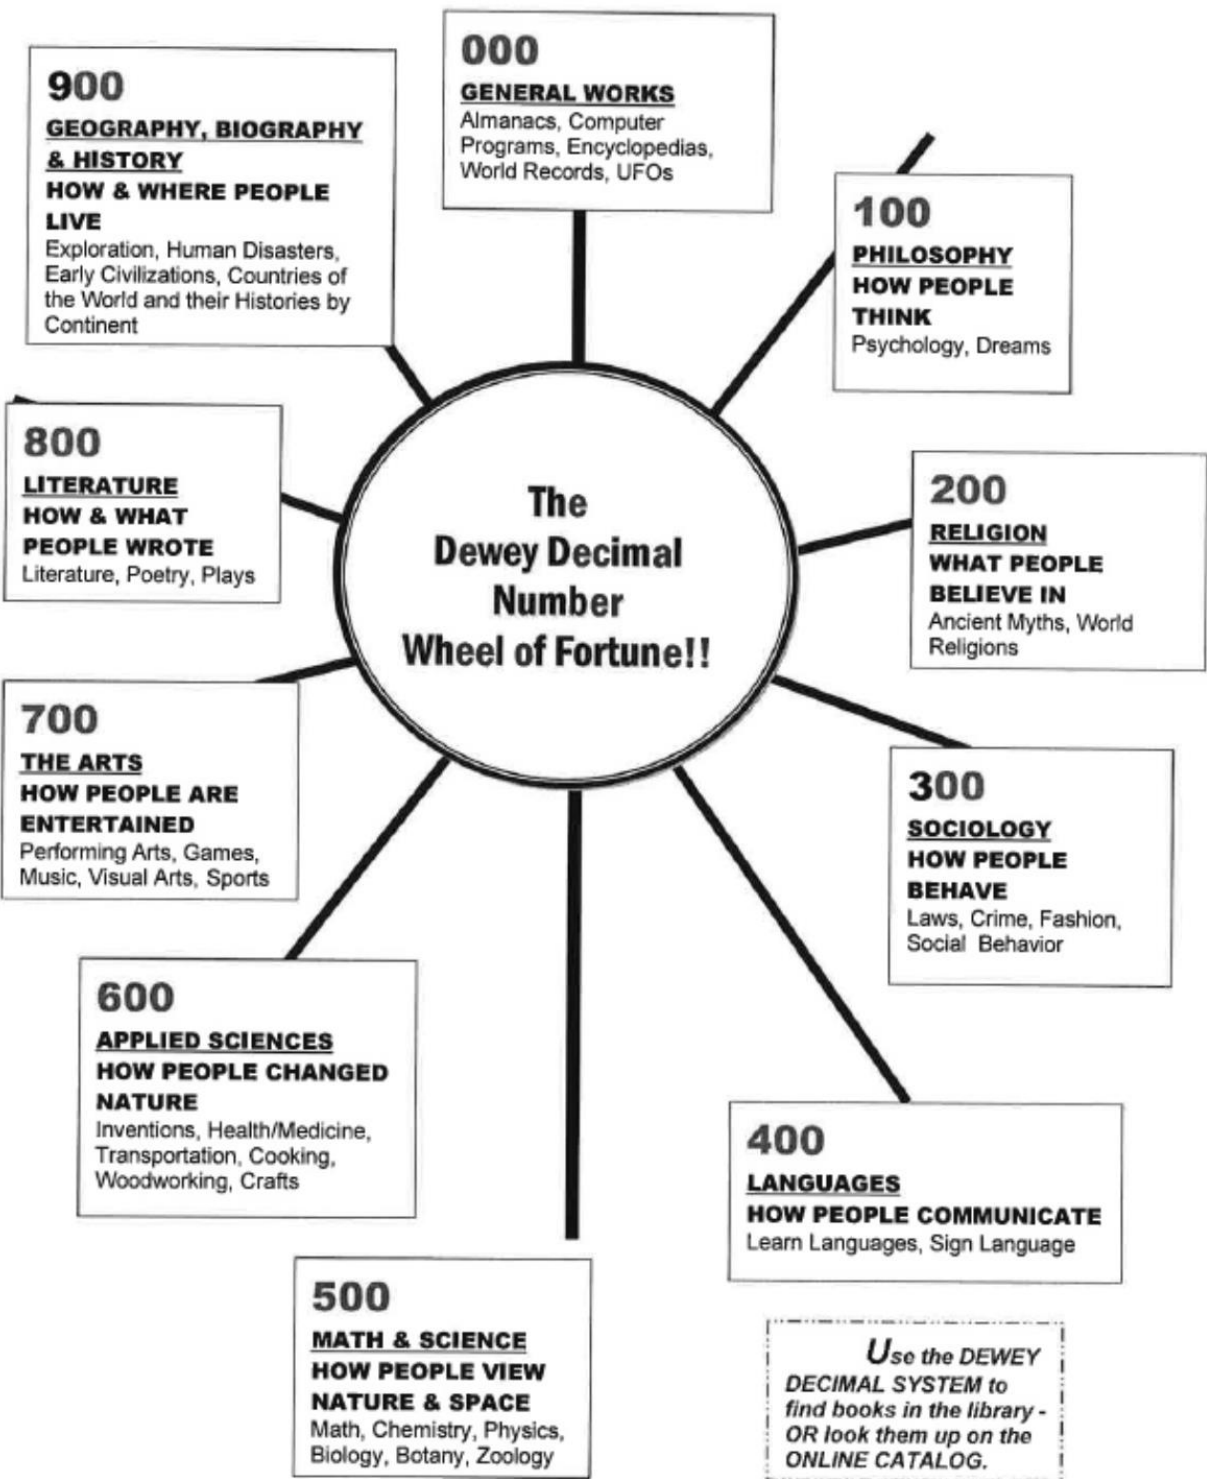 000
GENERAL WORKS
Almanacs, Computer
Programs, Encyclopedias,
World Records, UFOs
900
GEOGRAPHY, BIOGRAPHY
& HISTORY
HOW & WHERE PEOPLE
LIVE
Exploration, Human Disasters,
Early Civilizations, Countries of
the World and their Histories by
Continent
100
PHILOSOPHY
HOW PEOPLE
THINK
Psychology, Dreams
800
LITERATURE
HOW & WHAT
PEOPLE WROTE
Literature, Poetry, Plays
The
Dewey Decimal
Number
Wheel of Fortune!!
200
RELIGION
WHAT PEOPLE
BELIEVE IN
Ancient Myths, World
Religions
700
THE ARTS
HOW PEOPLE ARE
ENTERTAINED
Performing Arts, Games,
Music, Visual Arts, Sports
300
SOCIOLOGY
HOW PEOPLE
BEHAVE
Laws, Crime, Fashion,
Social Behavior
600
APPLIED SCIENCES
HOW PEOPLE CHANGED
NATURE
Inventions, Health/Medicine,
Transportation, Cooking,
Woodworking, Crafts
400
LANGUAGES
HOW PEOPLE COMMUNICATE
Learn Languages, Sign Language
500
MATH & SCIENCE
HOW PEOPLE VIEW
NATURE & SPACE
Math, Chemistry, Physics,
Biology, Botany, Zoology
Use the DEWEY
DECIMAL SYSTEM to
find books in the library -
OR look them up on the
ONLINE CATALOG.